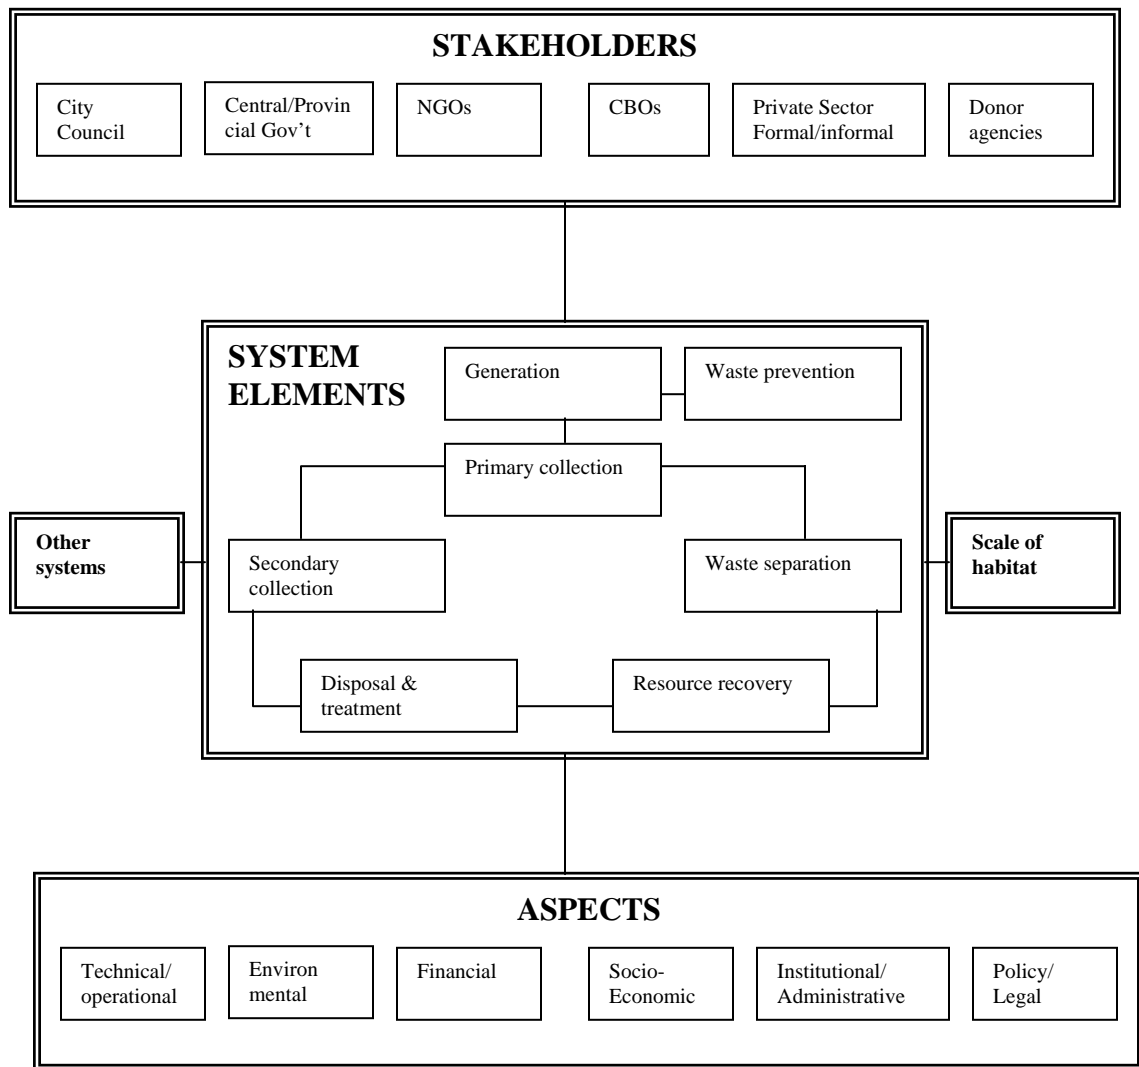 STAKEHOLDERS
City
Council
Central/Provin
cial Gov’t
NGOs
CBOs
Private Sector
Formal/informal
Donor
agencies
SYSTEM
ELEMENTS
Generation
Waste prevention
Primary collection
Other
systems
Secondary
collection
Waste separation
Scale of
habitat
Disposal &
treatment
Resource recovery
ASPECTS
Technical/
operational
Environ
mental
Financial
Socio-
Economic
Institutional/
Administrative
Policy/
Legal